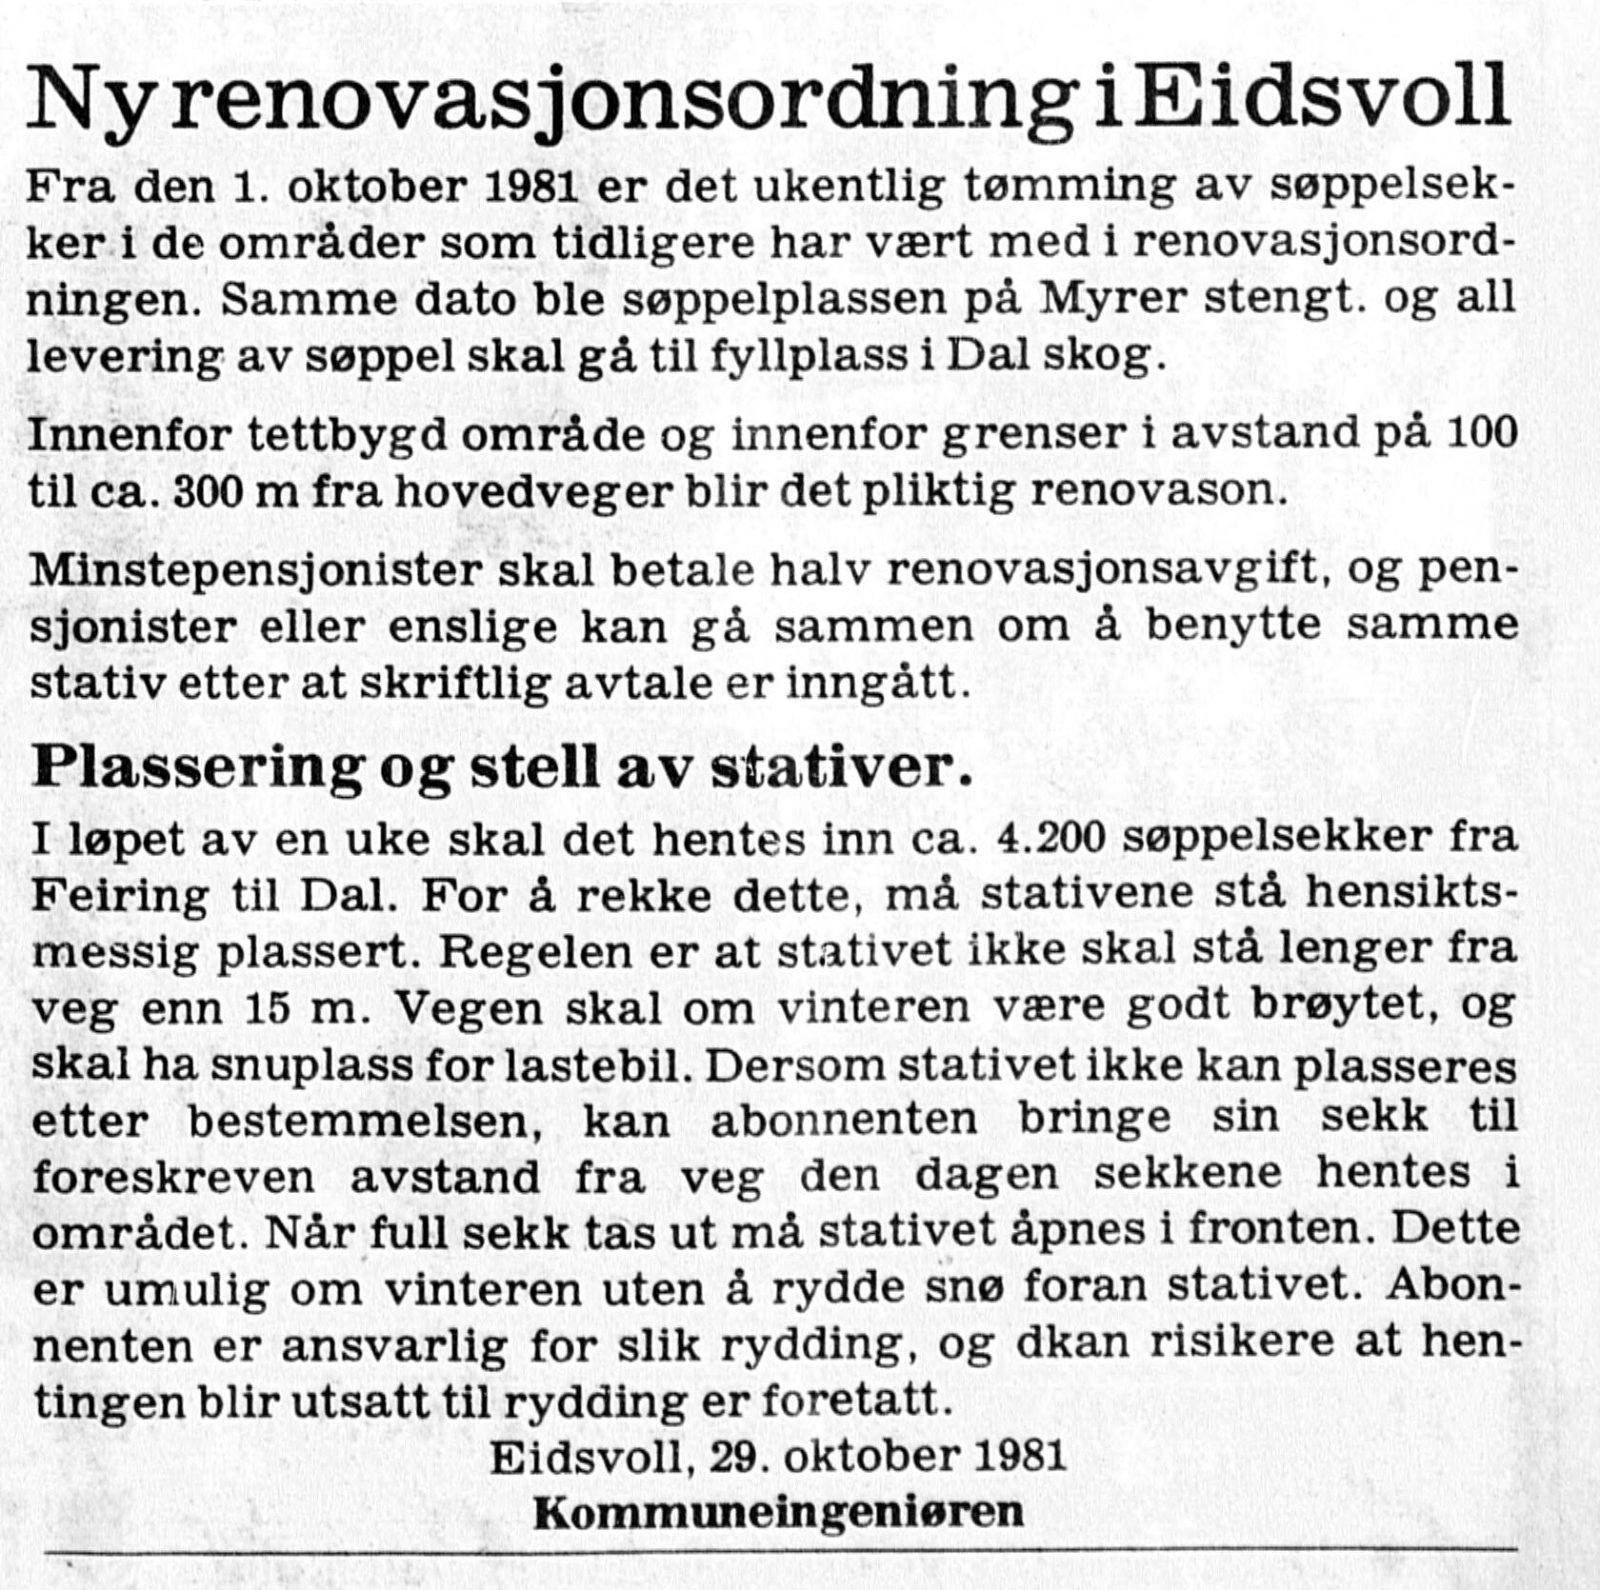 Ny renovasjonsordning i Eidsvoll
Fra den 1. oktober 1981 er det ukentlig tømming av søppelsek-
ker i de områder som tidligere har vært med i renovasjonsord-
ningen. Samme dato ble søppelplassen på Myrer stengt. og all
levering av søppel skal gå til fyllplass i Dal skog.
Innenfor tettbygd område og innenfor grenser i avstand på 100
til ca. 300 m fra hovedveger blir det pliktig renovason.
Minstepensjonister skal betale halv renovasjonsavgift, og pen-
sjonister eller enslige kan gå sammen om å benytte samme
stativ etter at skriftlig avtale er inngått.
Plassering og stell av stativer.
I løpet av en uke skal det hentes inn ca. 4.200 søppelsekker fra
Feiring til Dal. For å rekke dette, må stativene stå hensikts-
messig plassert. Regelen er at stativet ikke skal stå lenger fra
veg enn 15 m. Vegen skal om vinteren være godt brøytet, og
skal ha snuplass for lastebil. Dersom stativet ikke kan plasseres
etter bestemmelsen, kan abonnenten bringe sin sekk til
foreskreven avstand fra veg den dagen sekkene hentes i
området. Når full sekk tas ut må stativet åpnes i fronten. Dette
er umulig om vinteren uten å rydde snø foran stativet. Abon-
nenten er ansvarlig for slik rydding, og dkan risikere at hen-
tingen blir utsatt til rydding er foretatt.
Eidsvoll, 29. oktober 1981
Kommuneingeniøren